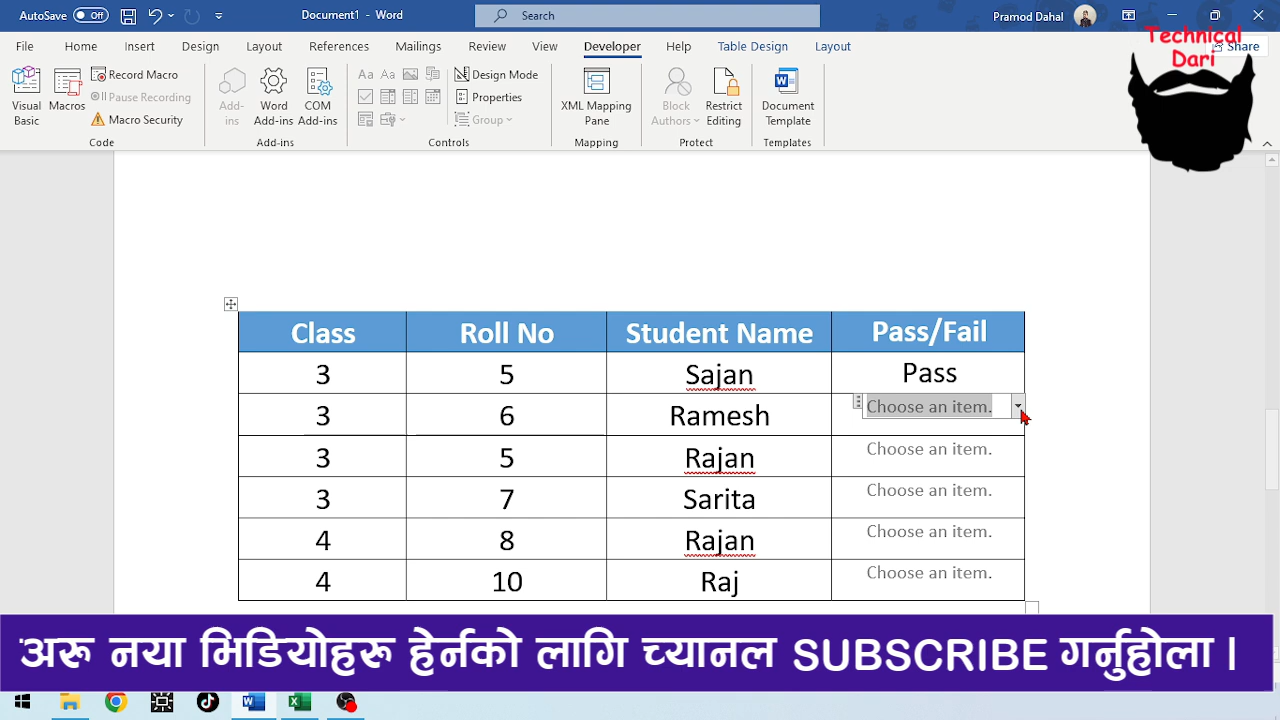 AutoSave Off Document1 - Word Search Pramod Dahal
File Home Insert Design Layout References Mailings Review View Developer Help Table Design Layout Share
Technical
Dari
Visual Basic
Macros
Record Macro
Pause Recording
Macro Security
Code
Add-ins
Word Add-ins
COM Add-ins
Add-ins
Aa Aa
Design Mode
Properties
Group
Controls
XML Mapping Pane
Mapping
Block Authors
Restrict Editing
Protect
Document Template
Templates
Class Roll No Student Name Pass/Fail
3 5 Sajan Pass
3 6 Ramesh Choose an item.
3 5 Rajan Choose an item.
3 7 Sarita Choose an item.
4 8 Rajan Choose an item.
4 10 Raj Choose an item.
अरू नया भिडियोहरू हेर्नको लागि च्यानल SUBSCRIBE गर्नुहोला ।